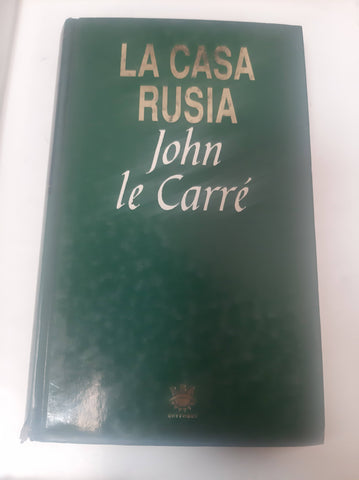 LA CASA
RUSIA
John
le Carré